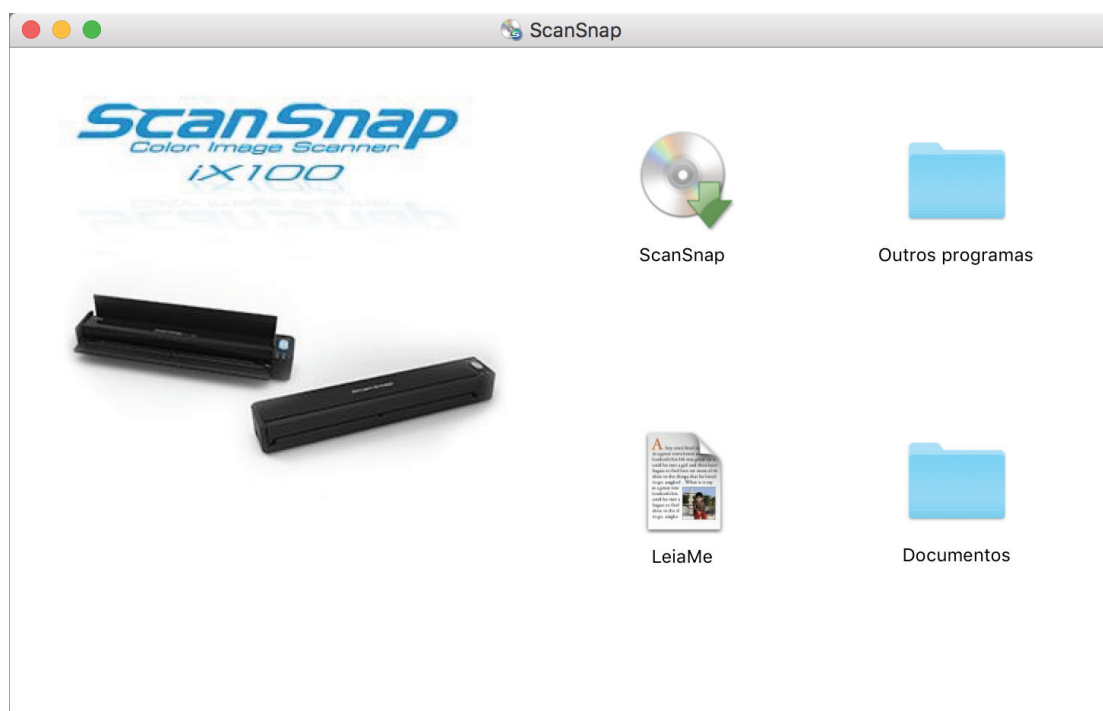 ScanSnap
ScanSnap
Color Image Scanner
iX100
ScanSnap
Outros programas
LeiaMe
Documentos